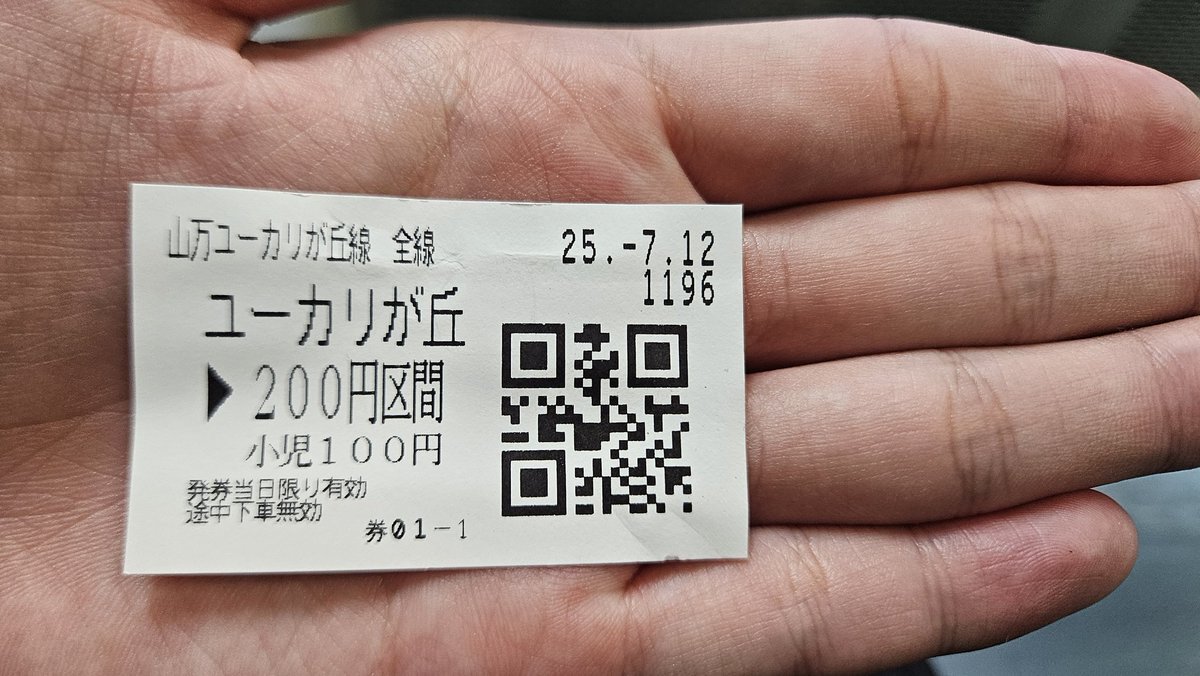 山万ユーカリが丘線 全線
25.-7.12
1196
ユーカリが丘
▶200円区間
小児100円
発券当日限り有効
途中下車無効
券01-1